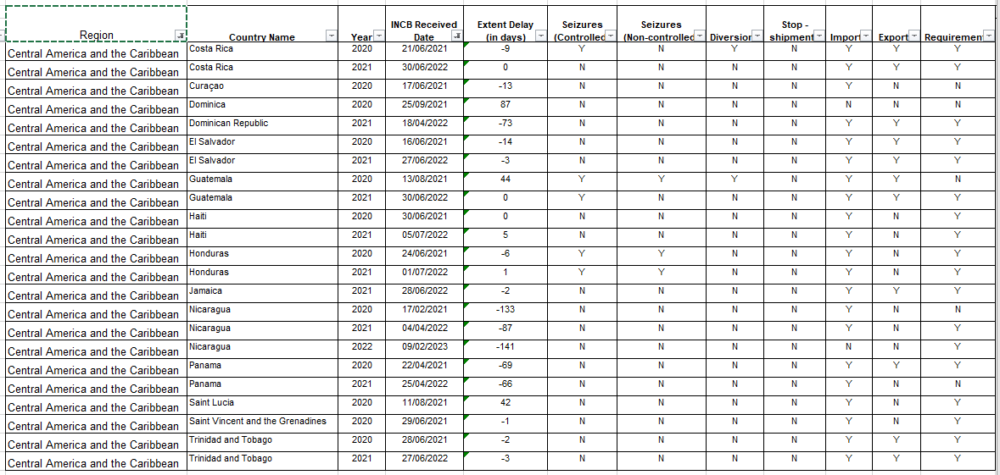 Region Country Name Year INCB Received Date Extent Delay (in days) Seizures (Controlled Seizures (Non-controlled Diversion Stop - shipment Import Export Requiremen
Central America and the Caribbean Costa Rica 2020 21/06/2021 -9 Y N Y N Y Y Y
Central America and the Caribbean Costa Rica 2021 30/06/2022 0 N N N N Y Y Y
Central America and the Caribbean Curaçao 2020 17/06/2021 -13 N N N N Y N N
Central America and the Caribbean Dominica 2020 25/09/2021 87 N N N N N N N
Central America and the Caribbean Dominican Republic 2021 18/04/2022 -73 N N N N Y Y Y
Central America and the Caribbean El Salvador 2020 16/06/2021 -14 N N N N Y Y Y
Central America and the Caribbean El Salvador 2021 27/06/2022 -3 N N N N Y Y Y
Central America and the Caribbean Guatemala 2020 13/08/2021 44 Y Y Y N Y Y N
Central America and the Caribbean Guatemala 2021 30/06/2022 0 Y N N N Y Y Y
Central America and the Caribbean Haiti 2020 30/06/2021 0 N N N N Y N Y
Central America and the Caribbean Haiti 2021 05/07/2022 5 N N N N Y N Y
Central America and the Caribbean Honduras 2020 24/06/2021 -6 Y Y N N Y N Y
Central America and the Caribbean Honduras 2021 01/07/2022 1 Y Y N N Y N Y
Central America and the Caribbean Jamaica 2021 28/06/2022 -2 N N N N Y Y Y
Central America and the Caribbean Nicaragua 2020 17/02/2021 -133 N N N N Y N N
Central America and the Caribbean Nicaragua 2021 04/04/2022 -87 N N N N Y N Y
Central America and the Caribbean Nicaragua 2022 09/02/2023 -141 N N N N N N Y
Central America and the Caribbean Panama 2020 22/04/2021 -69 N N N N Y Y Y
Central America and the Caribbean Panama 2021 25/04/2022 -66 N N N N Y N N
Central America and the Caribbean Saint Lucia 2020 11/08/2021 42 N N N N Y N Y
Central America and the Caribbean Saint Vincent and the Grenadines 2020 29/06/2021 -1 N N N N Y N Y
Central America and the Caribbean Trinidad and Tobago 2020 28/06/2021 -2 N N N N Y Y Y
Central America and the Caribbean Trinidad and Tobago 2021 27/06/2022 -3 N N N N Y Y Y